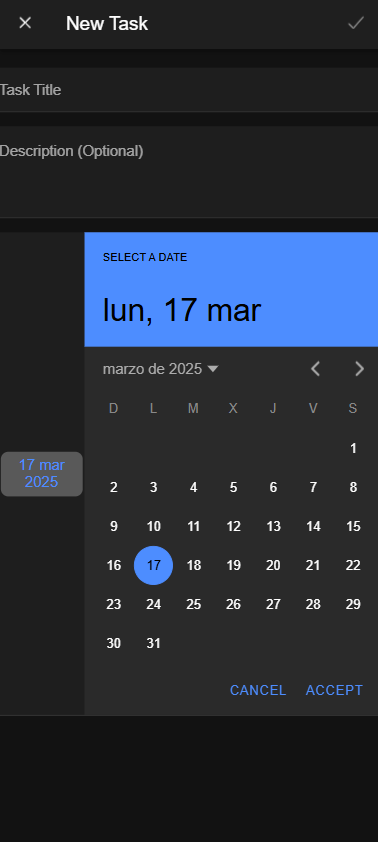 New Task
Task Title
Description (Optional)
SELECT A DATE
lun, 17 mar
marzo de 2025
D L M X J V S
1
2 3 4 5 6 7 8
17 mar
2025
9 10 11 12 13 14 15
16 17 18 19 20 21 22
23 24 25 26 27 28 29
30 31
CANCEL ACCEPT